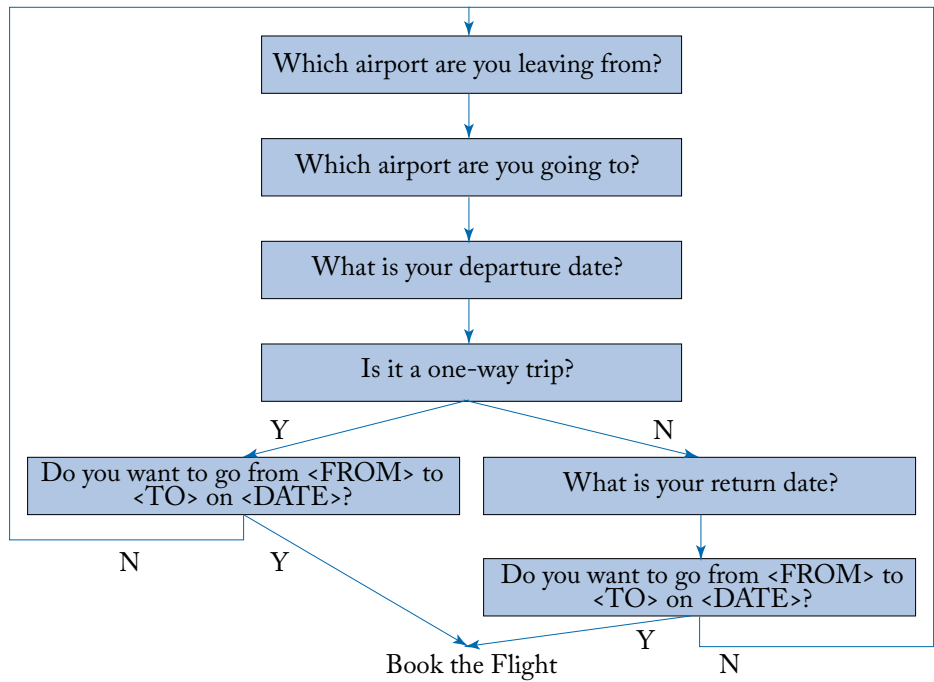 Which airport are you leaving from?
Which airport are you going to?
What is your departure date?
Is it a one-way trip?
Y
N
Do you want to go from <FROM> to
<TO> on <DATE>?
What is your return date?
N
Y
Do you want to go from <FROM> to
<TO> on <DATE>?
Y
N
Book the Flight